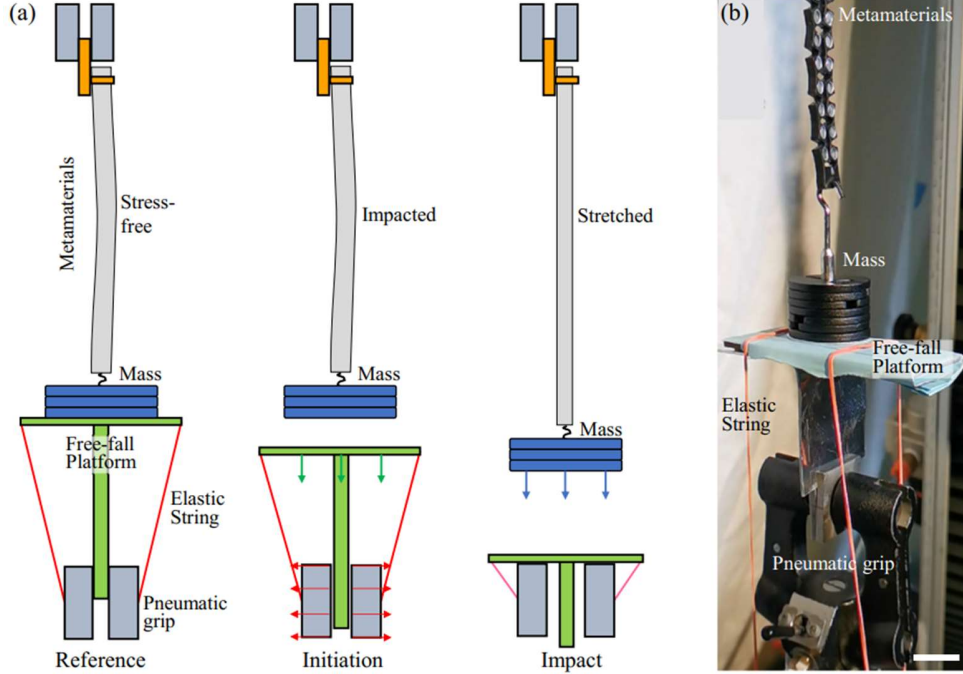 (a)
Metamaterials
Stress-
free
Mass
Free-fall
Platform
Elastic
String
Pneumatic
grip
Reference
Impacted
Mass
Initiation
Stretched
Mass
Impact
(b)
Metamaterials
Mass
Free-fall
Platform
Elastic
String
Pneumatic grip